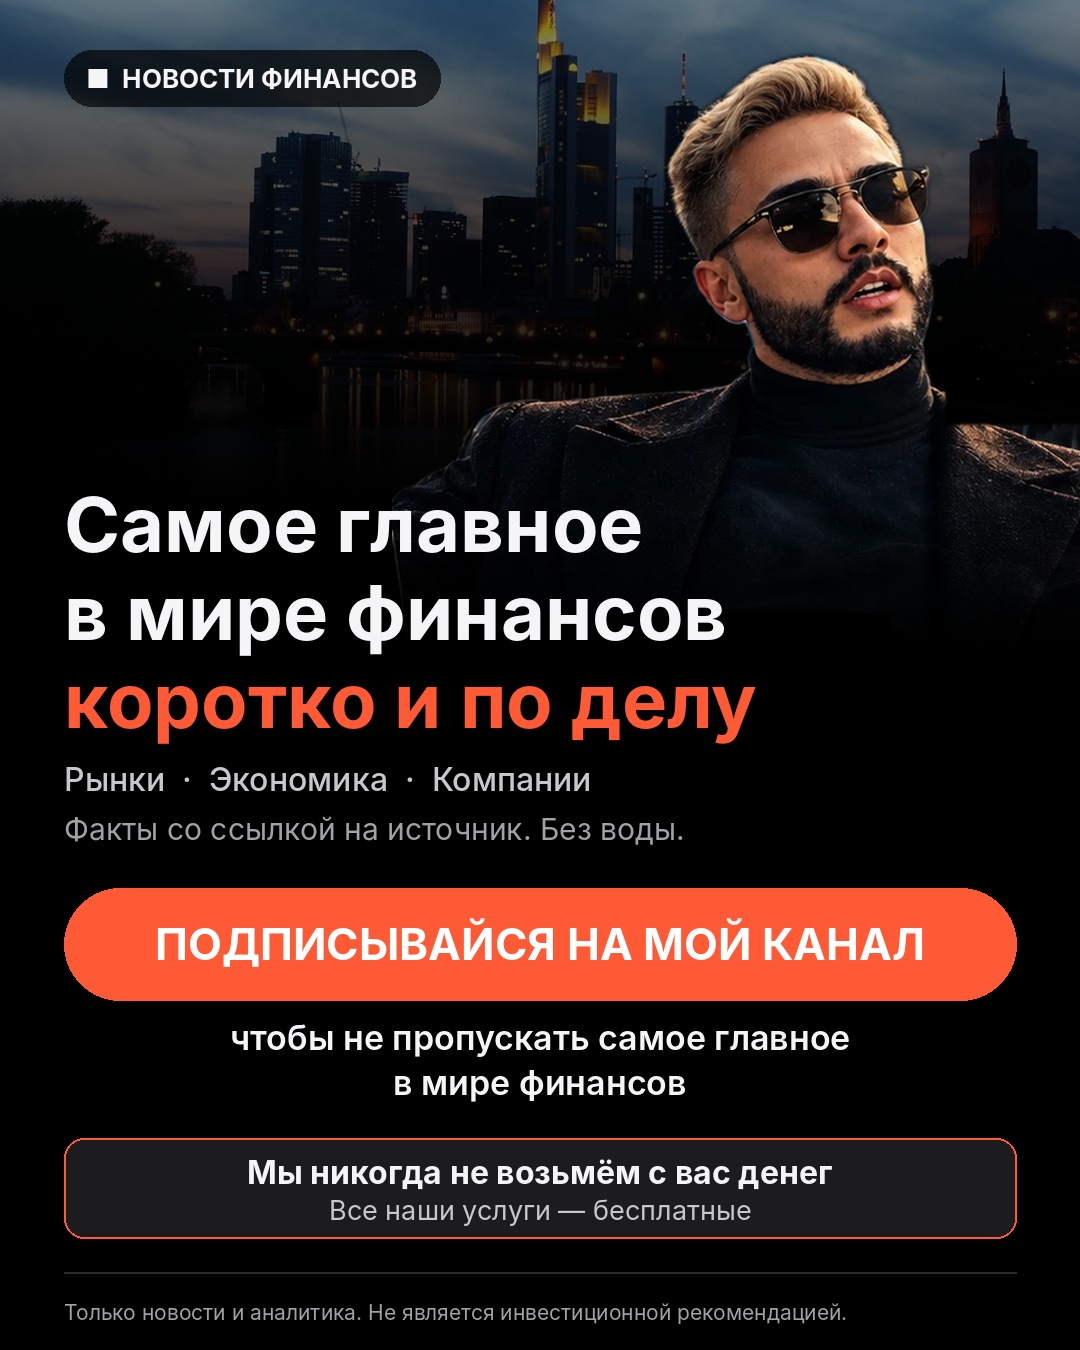 НОВОСТИ ФИНАНСОВ
Самое главное
в мире финансов
коротко и по делу
Рынки · Экономика · Компании
Факты со ссылкой на источник. Без воды.
ПОДПИСЫВАЙСЯ НА МОЙ КАНАЛ
чтобы не пропускать самое главное
в мире финансов
Мы никогда не возьмём с вас денег
Все наши услуги — бесплатные
Только новости и аналитика. Не является инвестиционной рекомендацией.